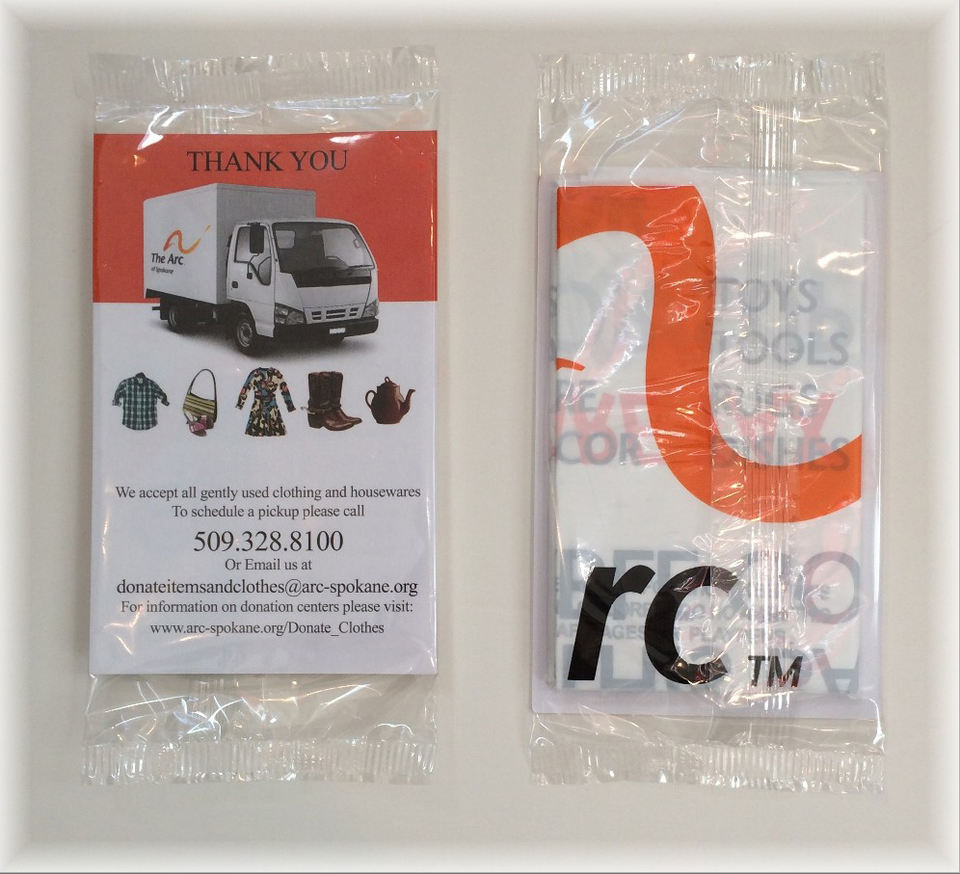 THANK YOU
The Arc
of Spokane
We accept all gently used clothing and housewares
To schedule a pickup please call
509.328.8100
Or Email us at
donateitemsandclothes@arc-spokane.org
For information on donation centers please visit:
www.arc-spokane.org/Donate_Clothes
TOYS
TOOLS
DISHES
rc TM